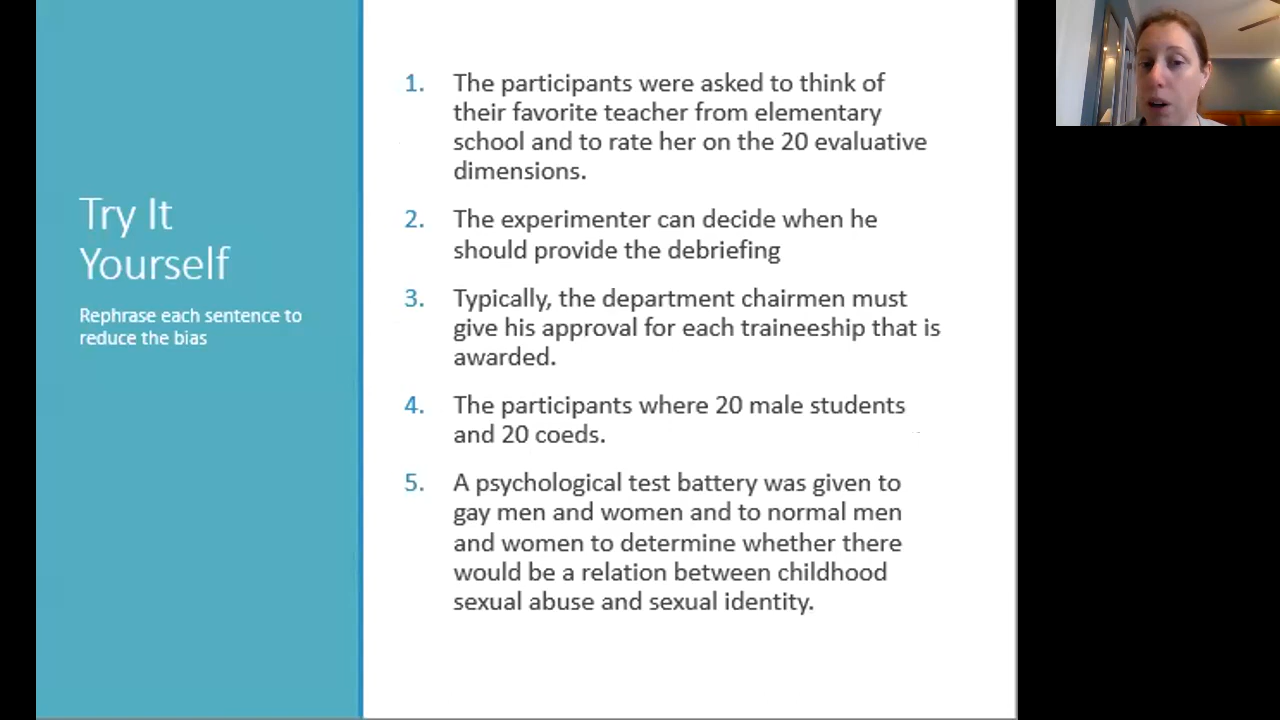 Try It
Yourself
Rephrase each sentence to
reduce the bias
1. The participants were asked to think of
their favorite teacher from elementary
school and to rate her on the 20 evaluative
dimensions.
2. The experimenter can decide when he
should provide the debriefing
3. Typically, the department chairmen must
give his approval for each traineeship that is
awarded.
4. The participants where 20 male students
and 20 coeds.
5. A psychological test battery was given to
gay men and women and to normal men
and women to determine whether there
would be a relation between childhood
sexual abuse and sexual identity.